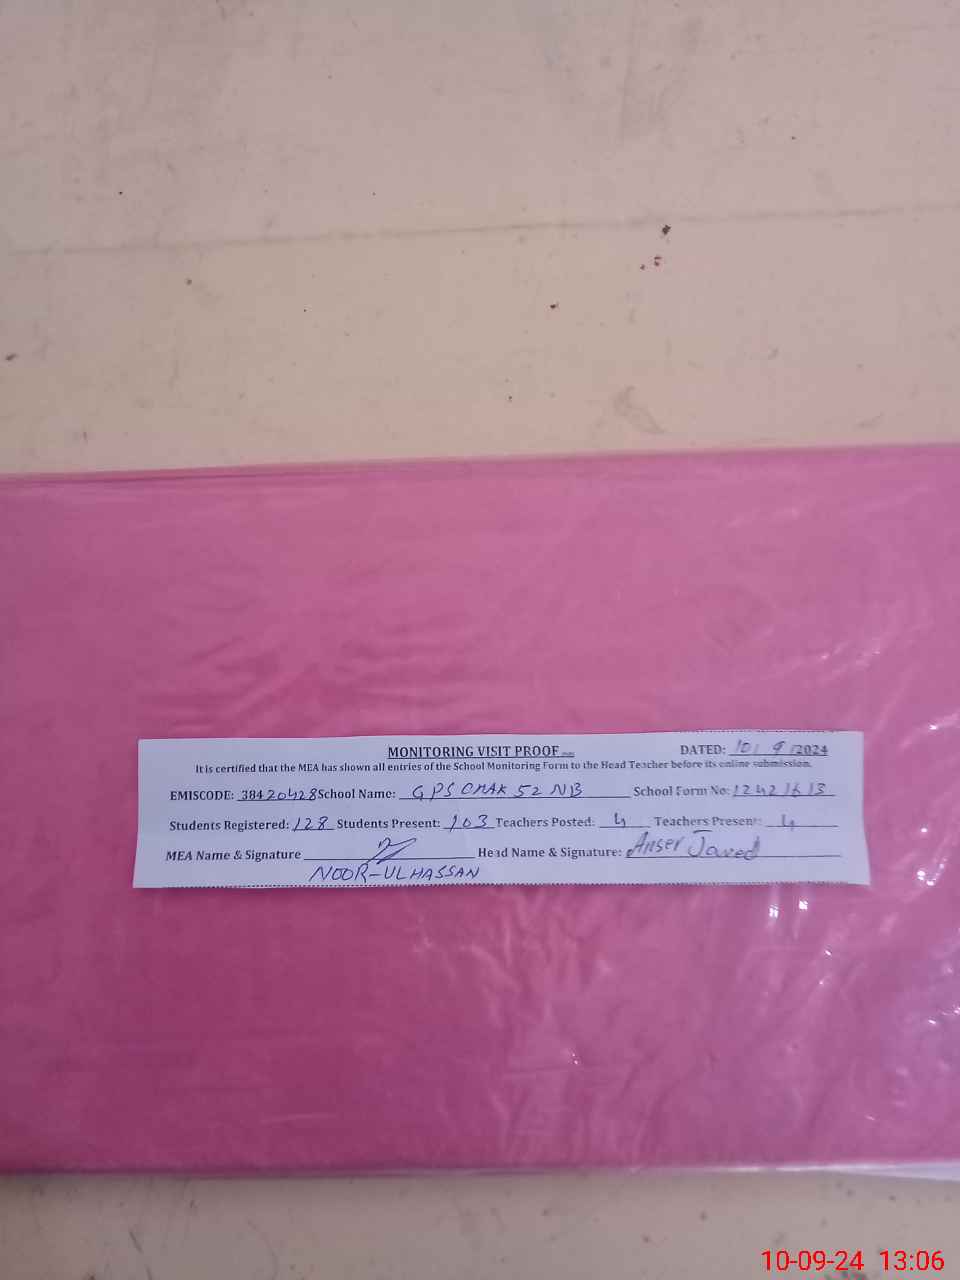 MONITORING VISIT PROOF DATED: 10/ 9 /2024
It is certified that the MEA has shown all entries of the School Monitoring Form to the Head Teacher before its online submission.
EMISCODE: 38420428 School Name: GPS CHAK 52 NB School Form No: 12421613
Students Registered: 128 Students Present: 103 Teachers Posted: 4 Teachers Present: 4
MEA Name & Signature Head Name & Signature: Anser Javed
NOOR-UL HASSAN
10-09-24 13:06